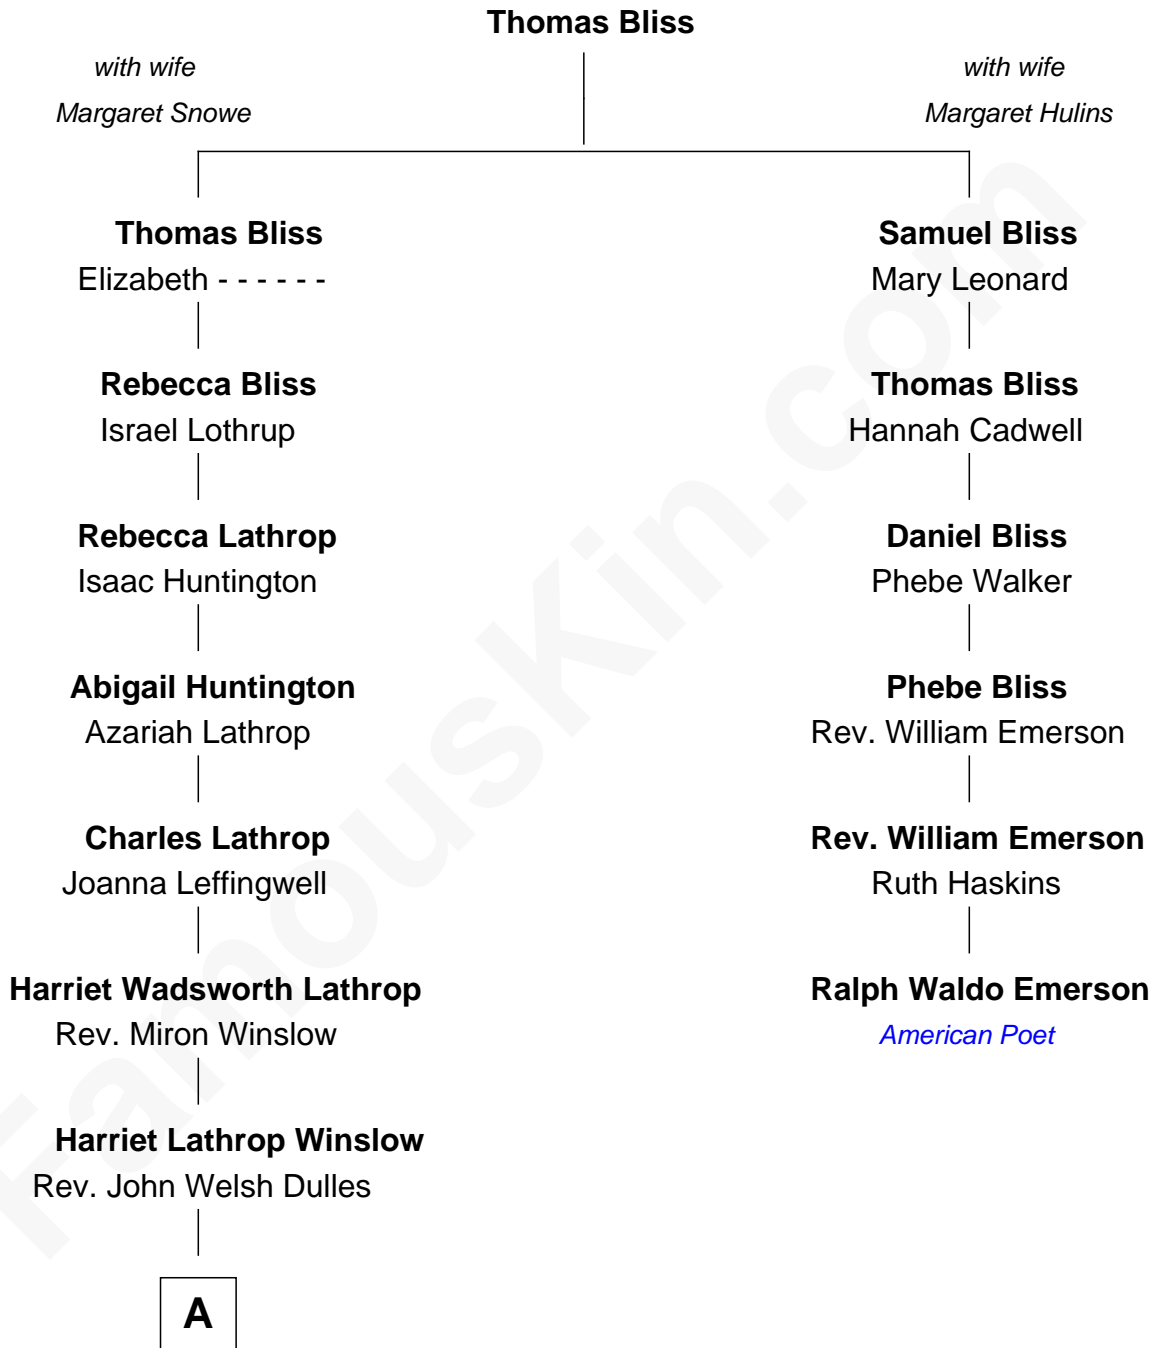 Thomas Bliss
with wife
Margaret Snowe
with wife
Margaret Hulins
Thomas Bliss
Elizabeth - - - - - -
Samuel Bliss
Mary Leonard
Rebecca Bliss
Israel Lothrup
Thomas Bliss
Hannah Cadwell
Rebecca Lathrop
Isaac Huntington
Daniel Bliss
Phebe Walker
Abigail Huntington
Azariah Lathrop
Phebe Bliss
Rev. William Emerson
Charles Lathrop
Joanna Leffingwell
Rev. William Emerson
Ruth Haskins
Harriet Wadsworth Lathrop
Rev. Miron Winslow
Ralph Waldo Emerson
American Poet
Harriet Lathrop Winslow
Rev. John Welsh Dulles
A
FamousKin.com